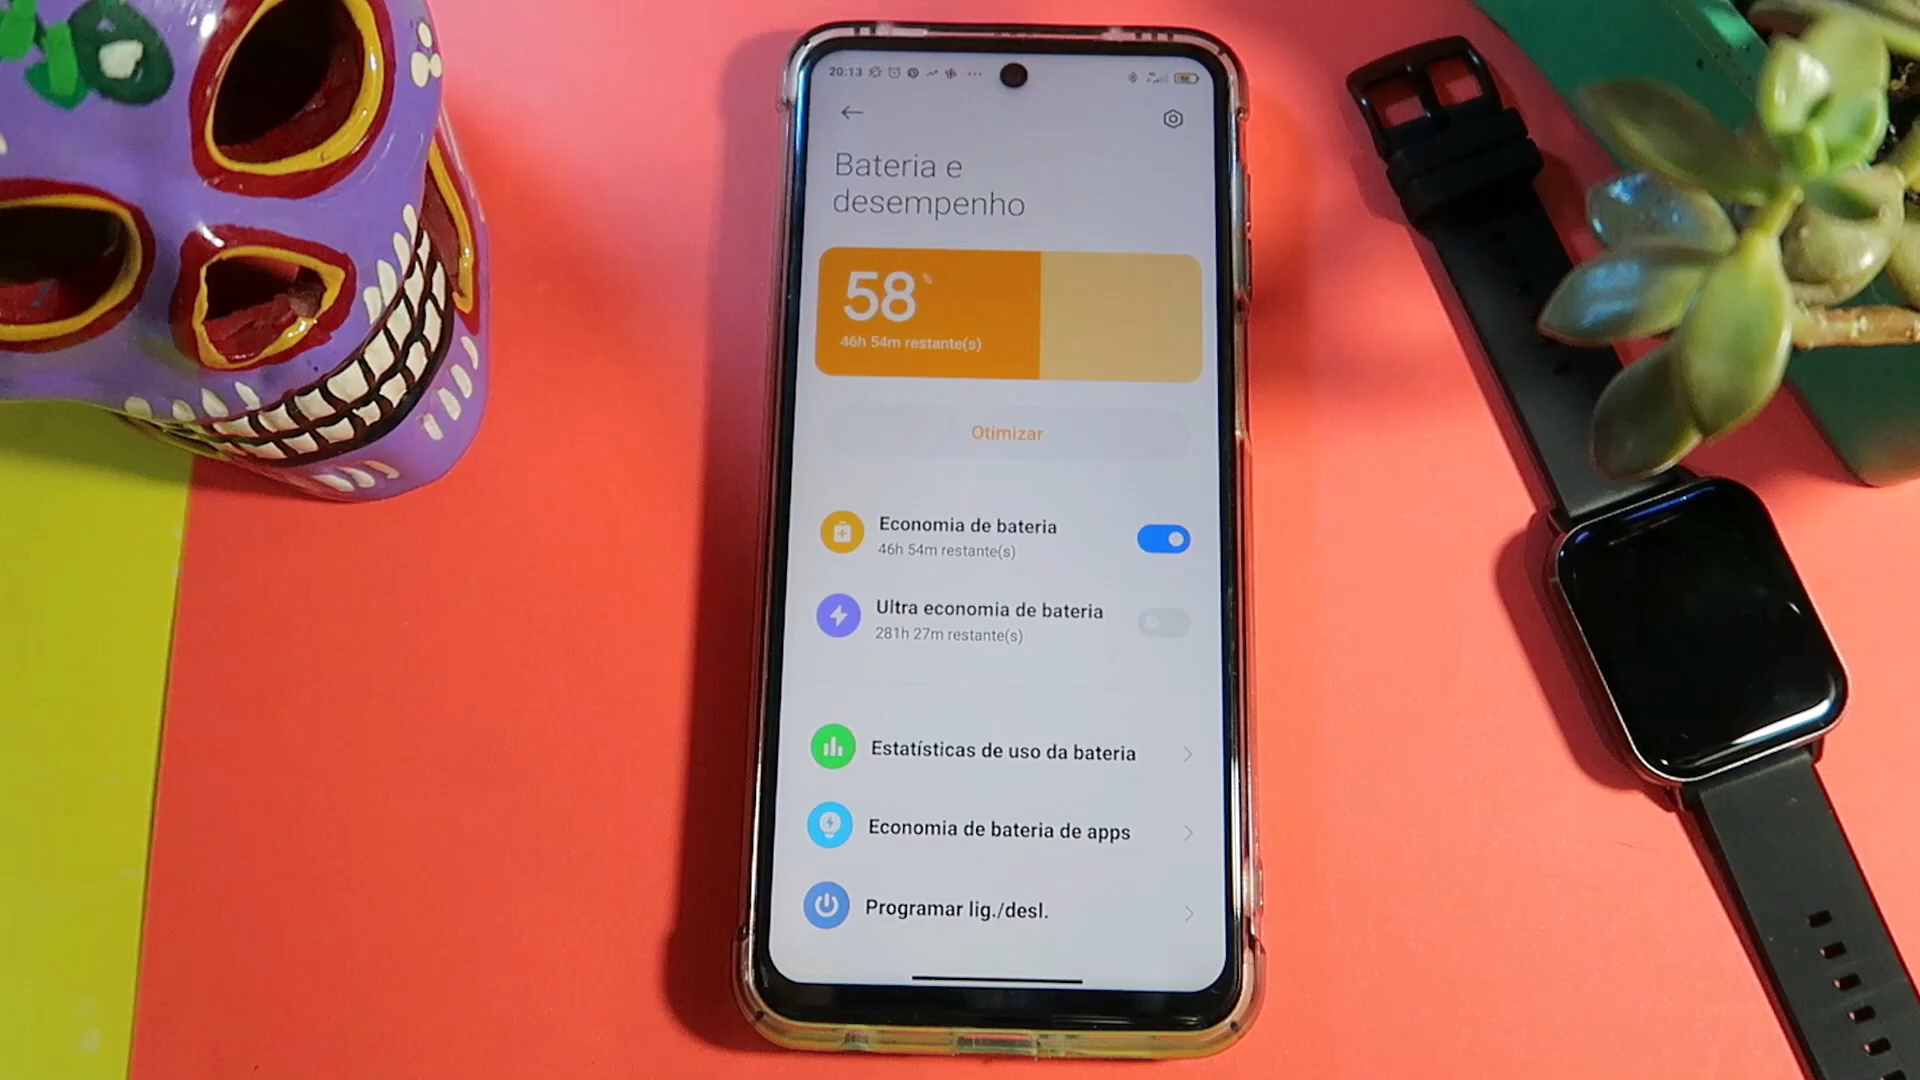 20:13
Bateria e
desempenho
58%
46h 54m restante(s)
Otimizar
Economia de bateria
46h 54m restante(s)
Ultra economia de bateria
281h 27m restante(s)
Estatísticas de uso da bateria
Economia de bateria de apps
Programar lig./desl.